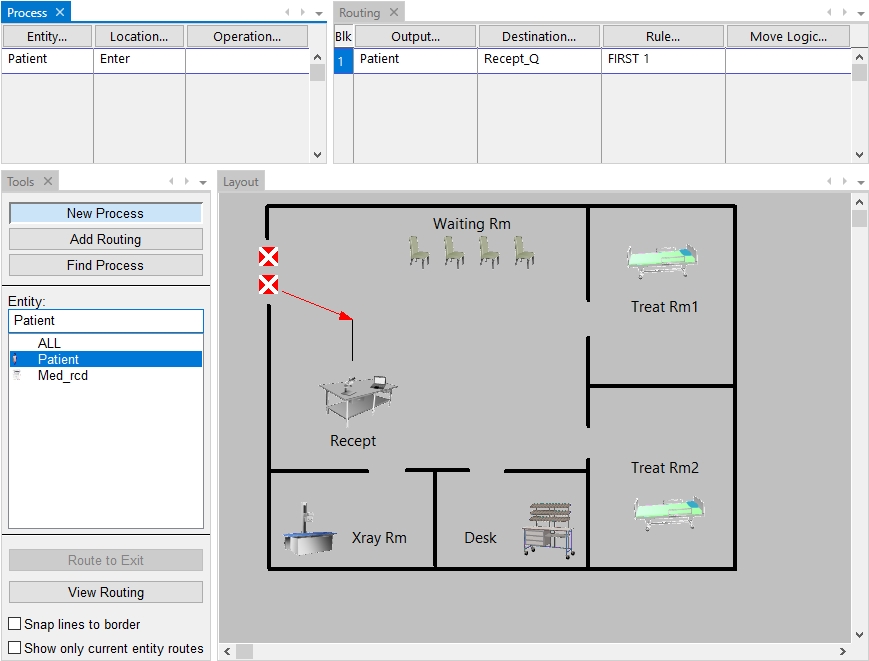 Process
Routing
Entity... Location... Operation...
Patient Enter
Blk Output... Destination... Rule... Move Logic...
1 Patient Recept_Q FIRST 1
Tools
New Process
Add Routing
Find Process
Entity:
Patient
ALL
Patient
Med_rcd
Route to Exit
View Routing
Snap lines to border
Show only current entity routes
Layout
Waiting Rm
Treat Rm1
Recept
Treat Rm2
Xray Rm
Desk